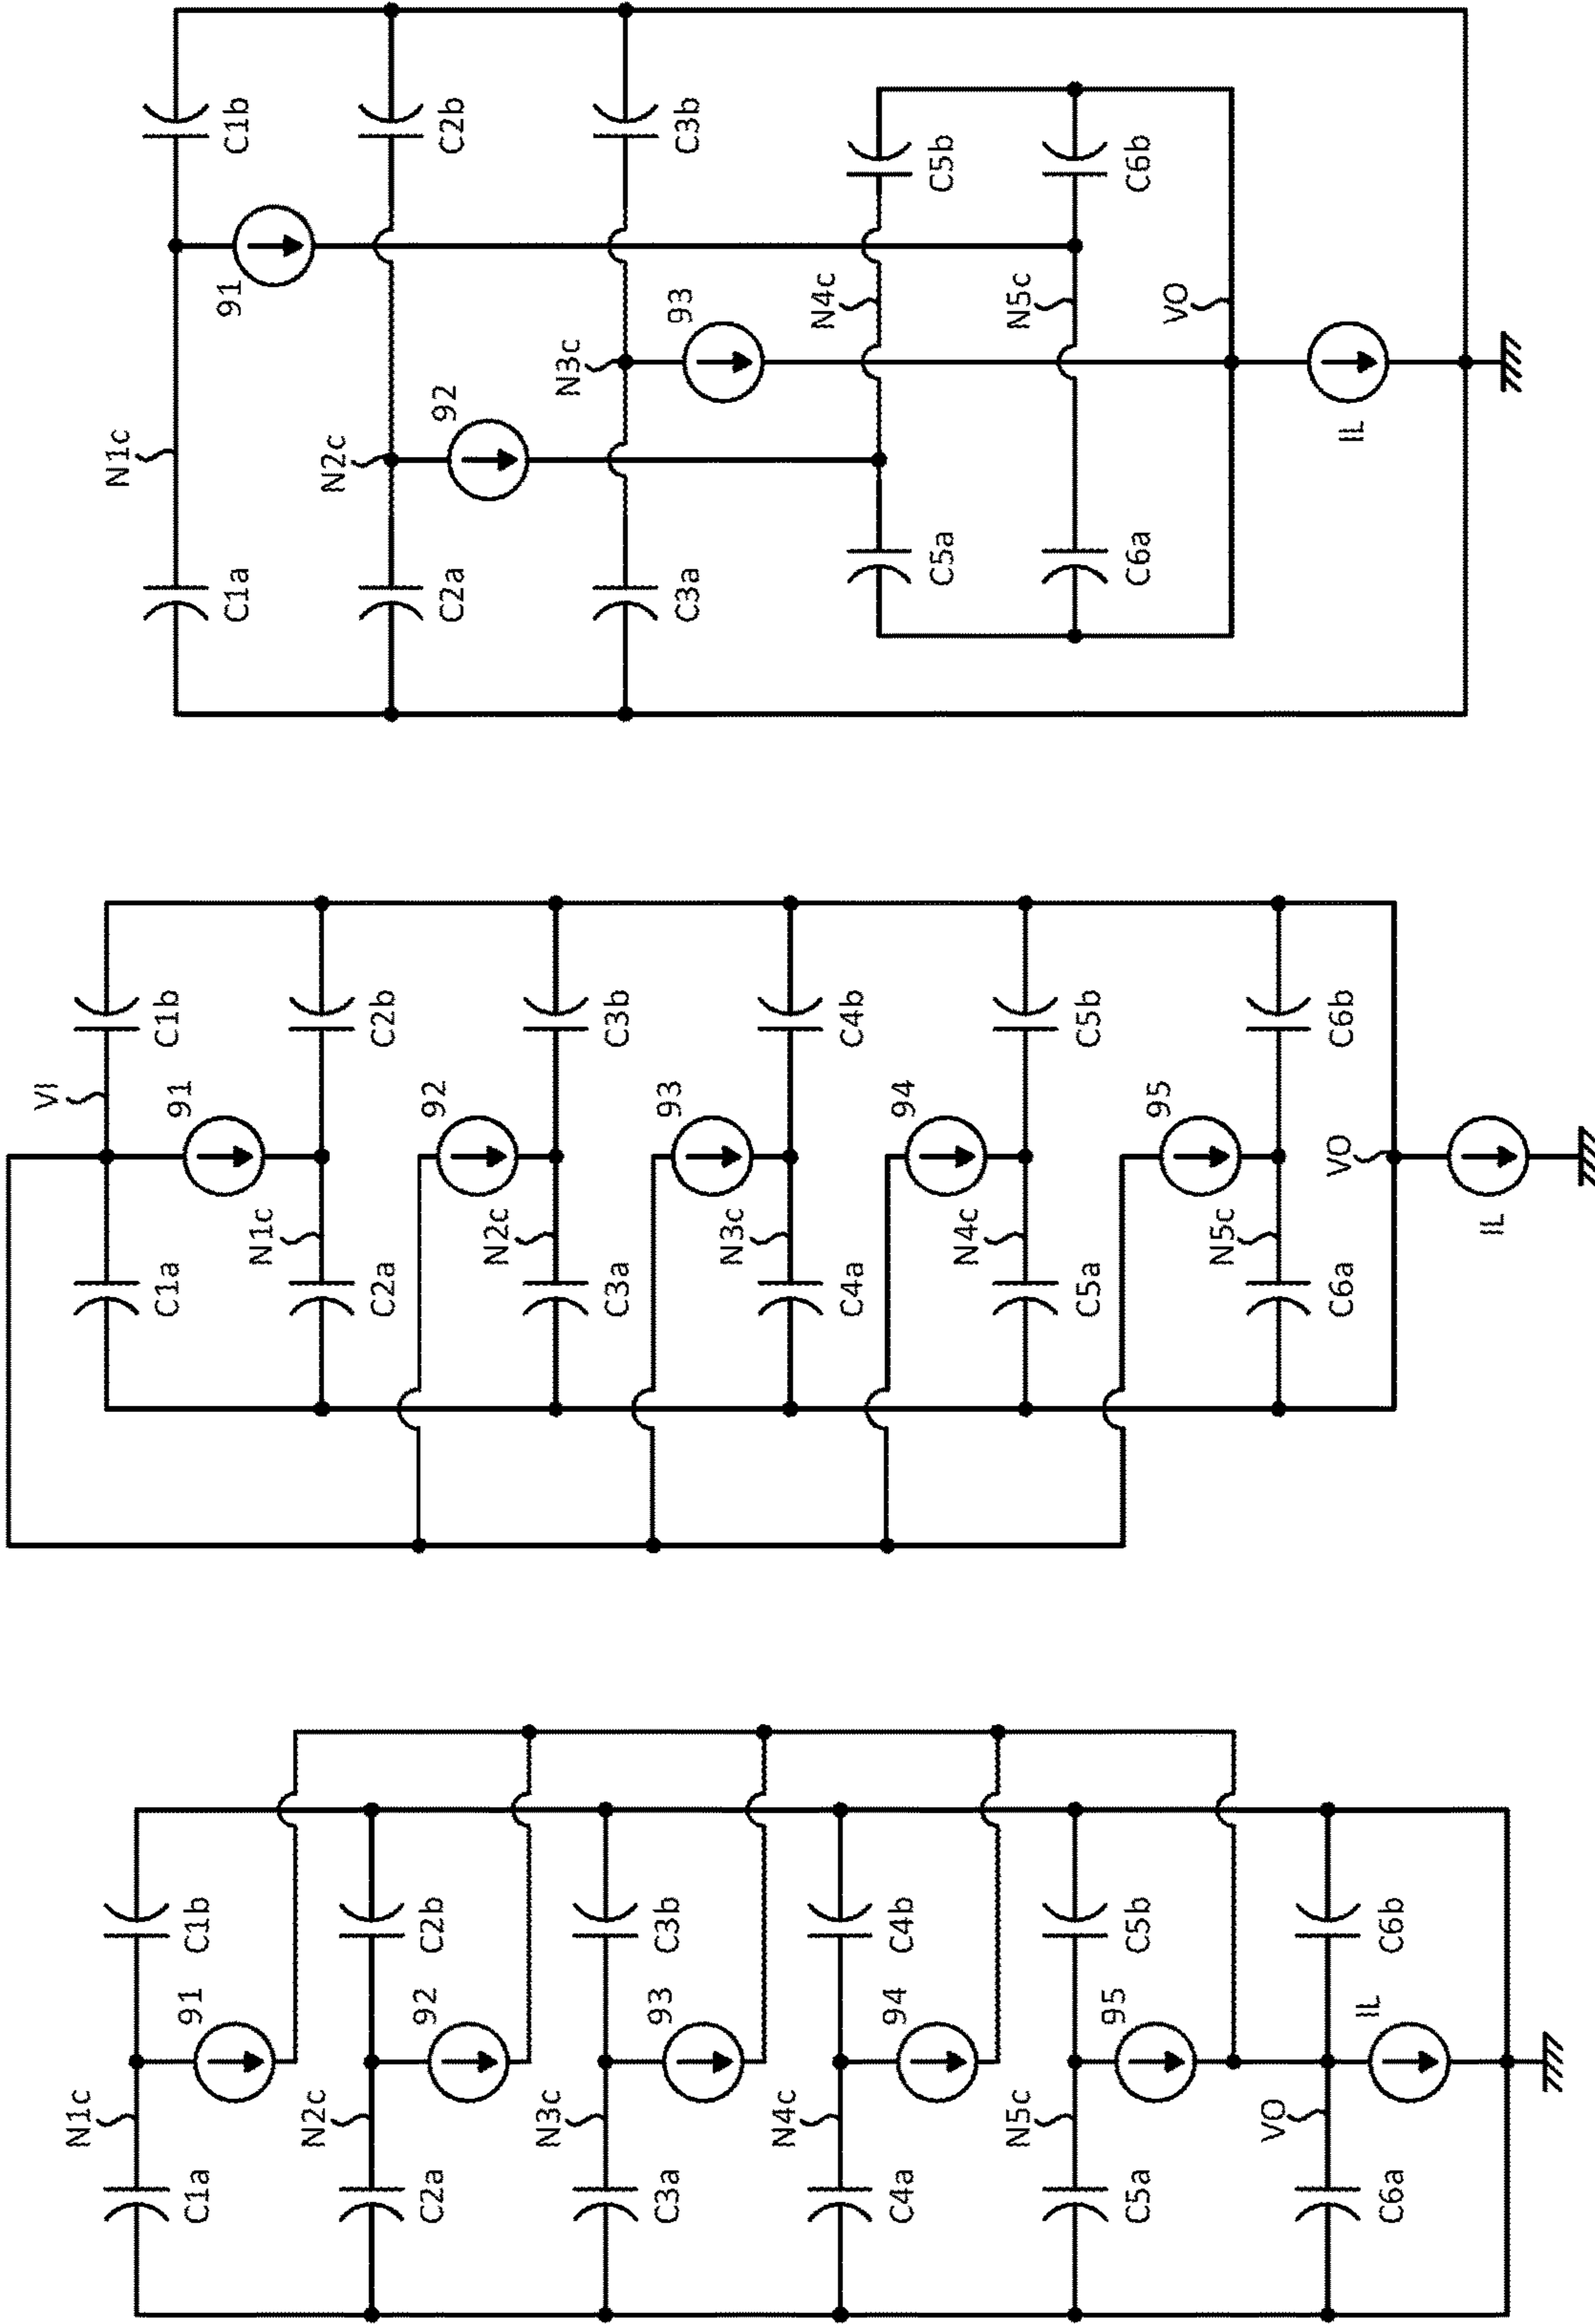 N1c
C1a
C1b
91
N2c
C2a
C2b
92
N3c
C3a
C3b
93
N4c
C5a
C5b
N5c
C6a
C6b
VO
IL
VI
C1a
C1b
91
N1c
C2a
C2b
92
N2c
C3a
C3b
93
N3c
C4a
C4b
94
N4c
C5a
C5b
95
N5c
C6a
C6b
VO
IL
N1c
C1a
C1b
91
N2c
C2a
C2b
92
N3c
C3a
C3b
93
N4c
C4a
C4b
94
N5c
C5a
C5b
95
VO
C6a
C6b
IL